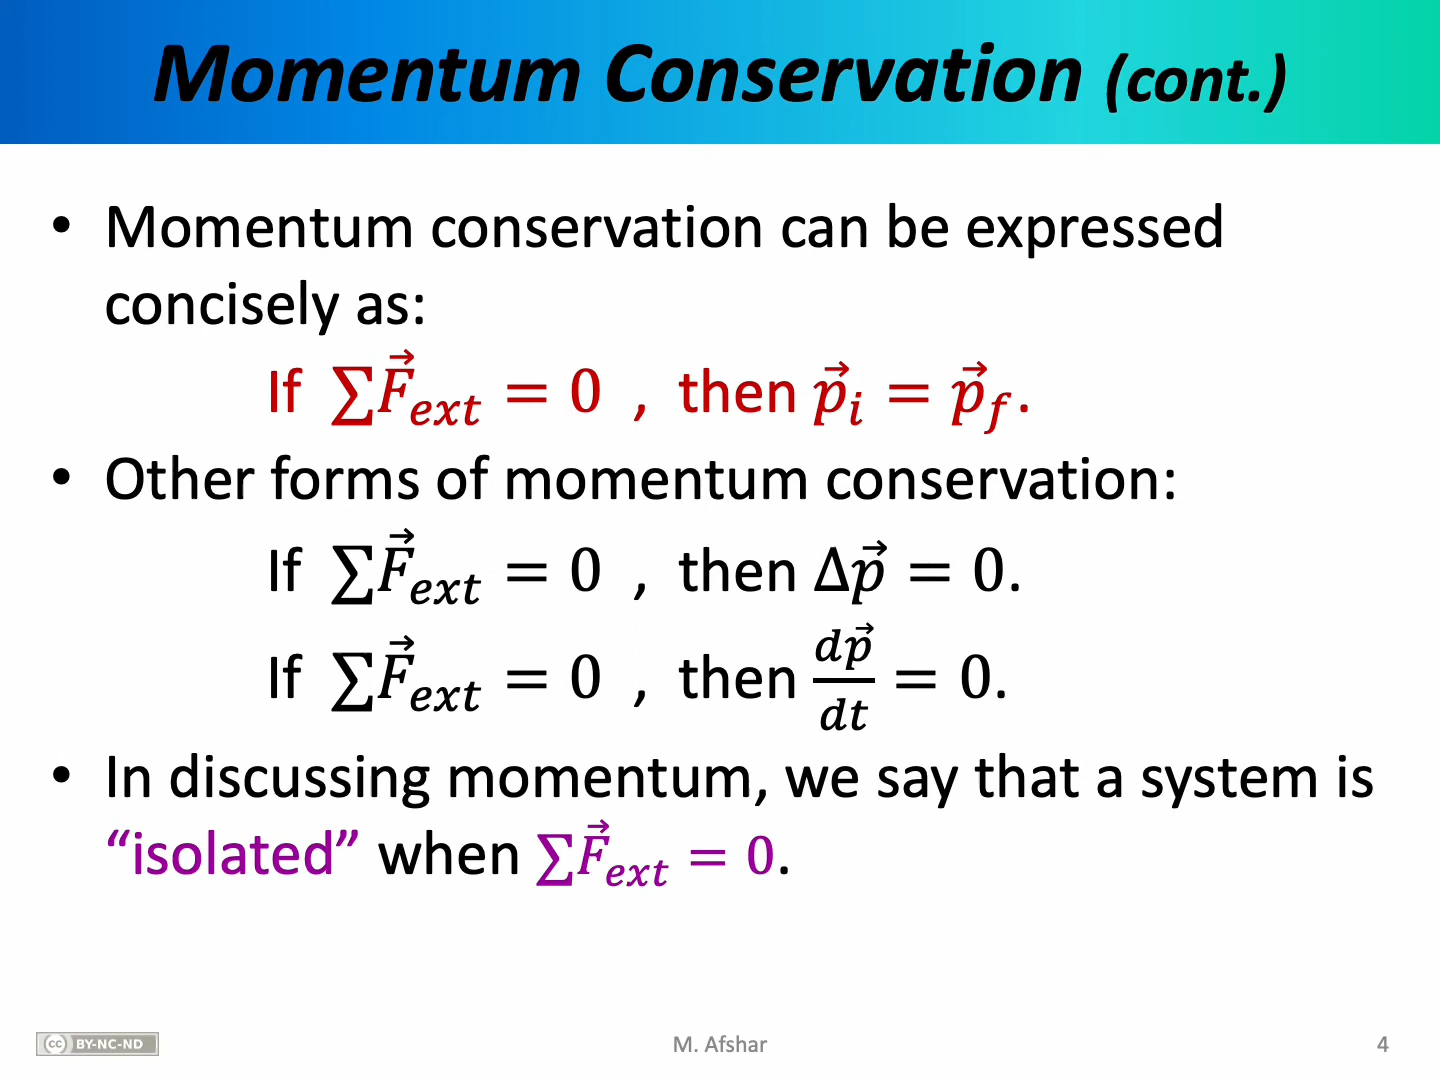 Momentum Conservation (cont.)
• Momentum conservation can be expressed
concisely as:
If ∑F⃗ₑₓₜ = 0 , then p⃗ᵢ = p⃗_f.
• Other forms of momentum conservation:
If ∑F⃗ₑₓₜ = 0 , then Δp⃗ = 0.
If ∑F⃗ₑₓₜ = 0 , then dp⃗/dt = 0.
• In discussing momentum, we say that a system is
“isolated” when ∑F⃗ₑₓₜ = 0.
cc BY-NC-ND
M. Afshar
4